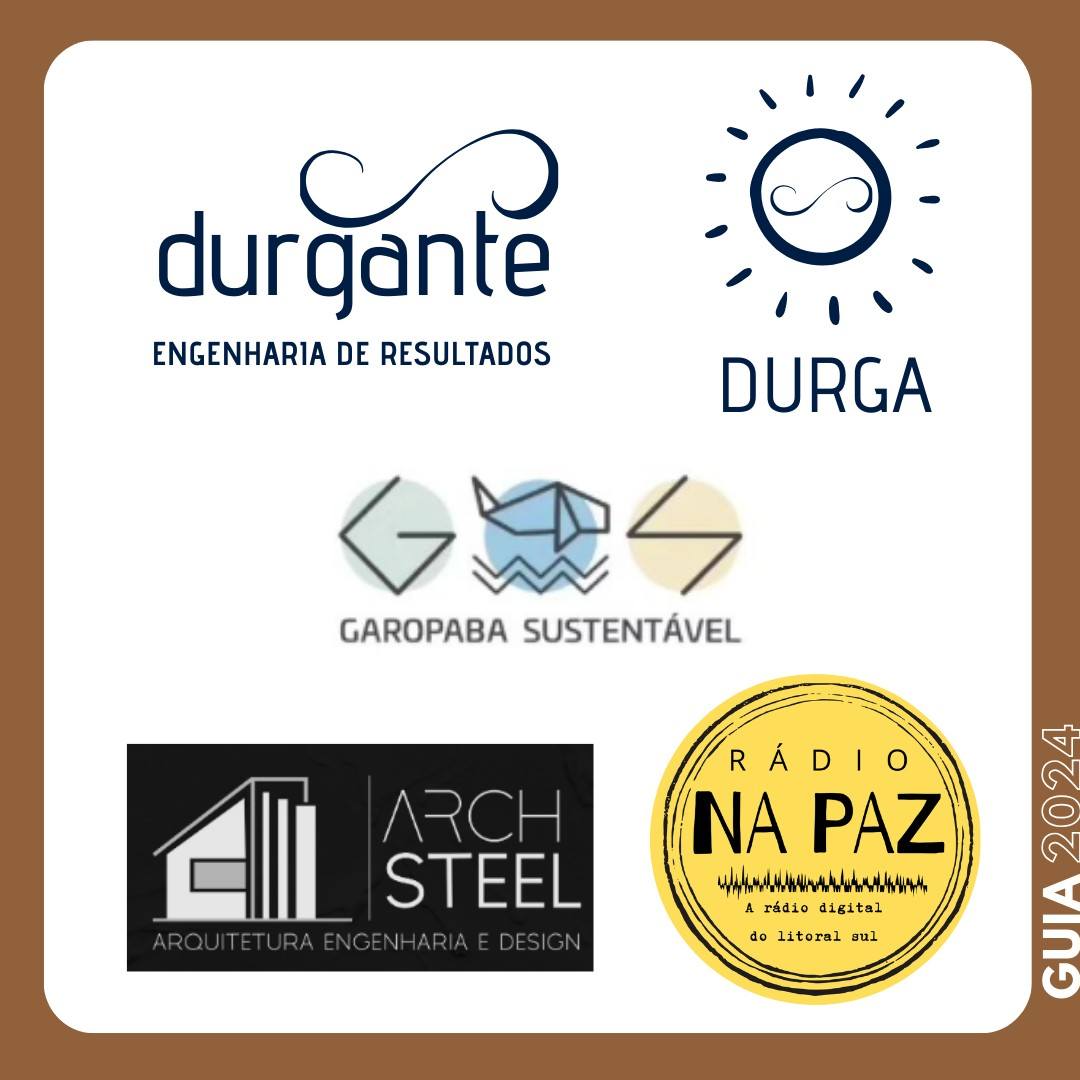 durgante
ENGENHARIA DE RESULTADOS
DURGA
GAROPABA SUSTENTÁVEL
ARCH
STEEL
ARQUITETURA ENGENHARIA E DESIGN
RÁDIO
NA PAZ
A rádio digital
do litoral sul
GUIA 2024